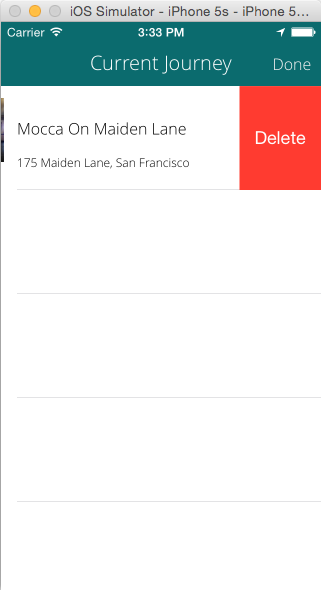 iOS Simulator - iPhone 5s - iPhone 5...
Carrier 3:33 PM
Current Journey Done
Mocca On Maiden Lane
Delete
175 Maiden Lane, San Francisco